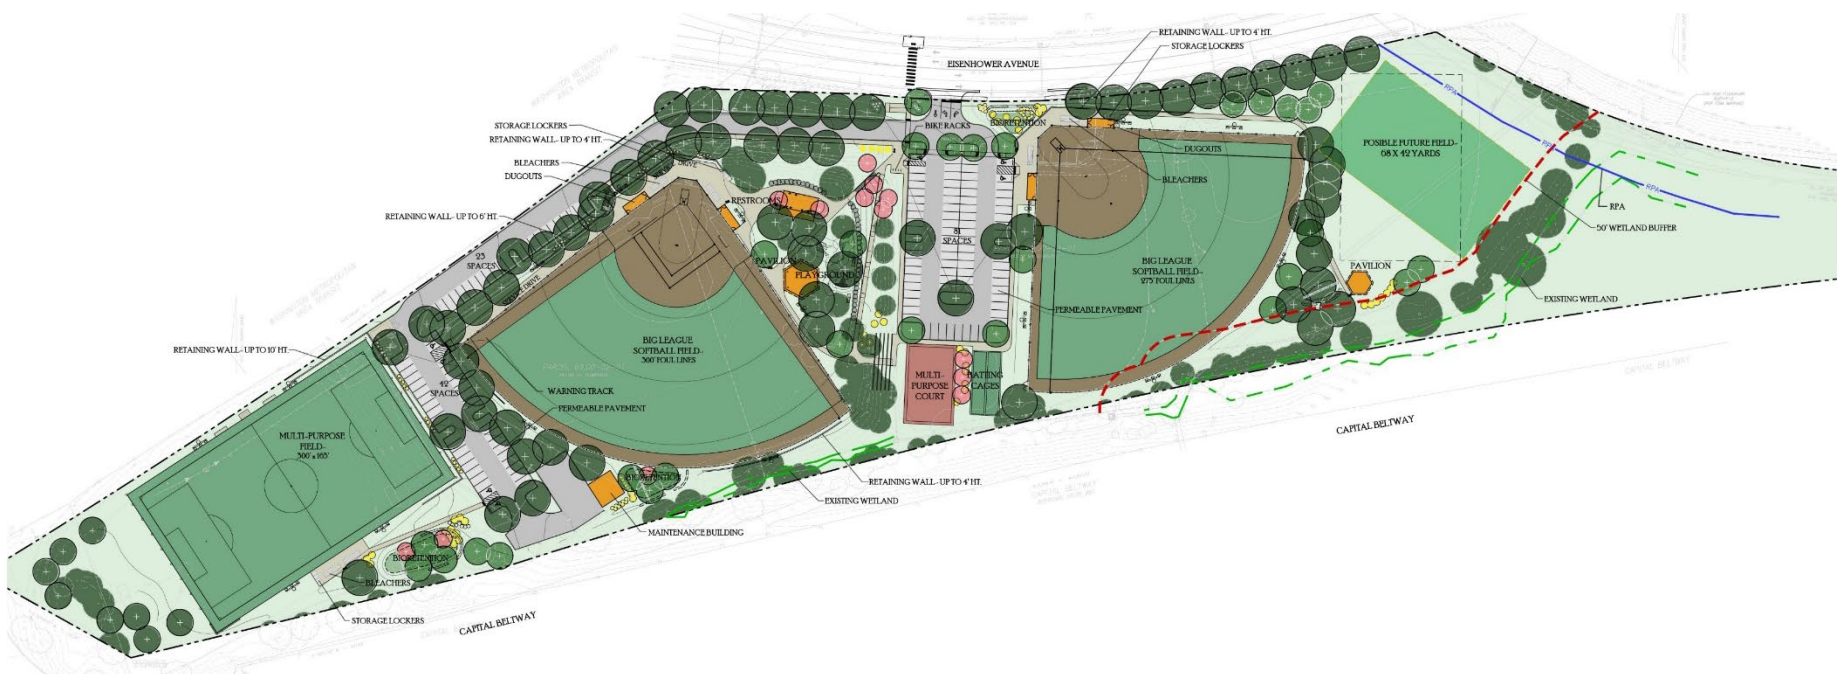 RETAINING WALL- UP TO 4' HT.
STORAGE LOCKERS
EISENHOWER AVENUE
RPA
STORAGE LOCKERS
RETAINING WALL- UP TO 4' HT.
BIKE RACKS
BIORETENTION
DUGOUTS
POSIBLE FUTURE FIELD-
68 X 42 YARDS
RPA
BLEACHERS
DUGOUTS
BLEACHERS
RPA
RESTROOMS
RPA
RETAINING WALL- UP TO 6' HT.
50' WETLAND BUFFER
81
SPACES
23
SPACES
PAVILION
PLAYGROUND
BIG LEAGUE
SOFTBALL FIELD-
275' FOUL LINES
PAVILION
EXISTING WETLAND
PERMEABLE PAVEMENT
RETAINING WALL- UP TO 10' HT.
BIG LEAGUE
SOFTBALL FIELD-
300' FOUL LINES
MULTI-
PURPOSE
COURT
BATTING
CAGES
CAPITAL BELTWAY
42
SPACES
WARNING TRACK
PERMEABLE PAVEMENT
CAPITAL BELTWAY
MULTI-PURPOSE
FIELD-
300' x 165'
BIORETENTION
RETAINING WALL- UP TO 4' HT.
EXISTING WETLAND
MAINTENANCE BUILDING
BIORETENTION
BLEACHERS
STORAGE LOCKERS
CAPITAL BELTWAY